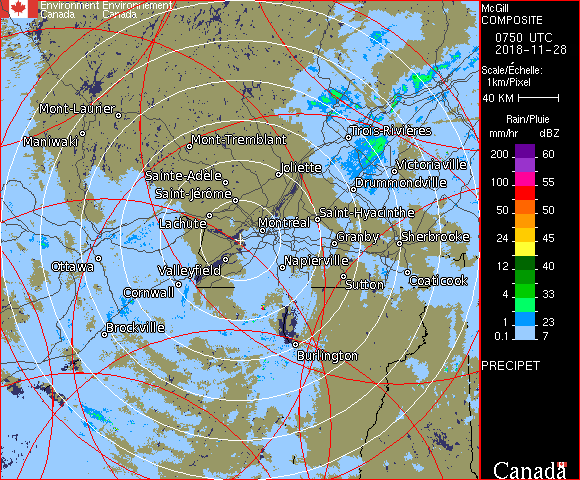 Environment Environnement
Canada Canada
McGill
COMPOSITE
0750 UTC
2018-11-28
Scale/Échelle:
1km/Pixel
40 KM
Rain/Pluie
mm/hr dBZ
200 60
100 55
50 50
24 45
12 40
4 33
1 23
0.1 7
PRECIPET
Mont-Laurier
Maniwaki
Mont-Tremblant
Trois-Rivières
Joliette
Victoriaville
Sainte-Adèle
Drummondville
Saint-Jérôme
Lachute
Montréal
Saint-Hyacinthe
Granby
Sherbrooke
Ottawa
Valleyfield
Napierville
Sutton
Coaticook
Cornwall
Brockville
Burlington
Canada